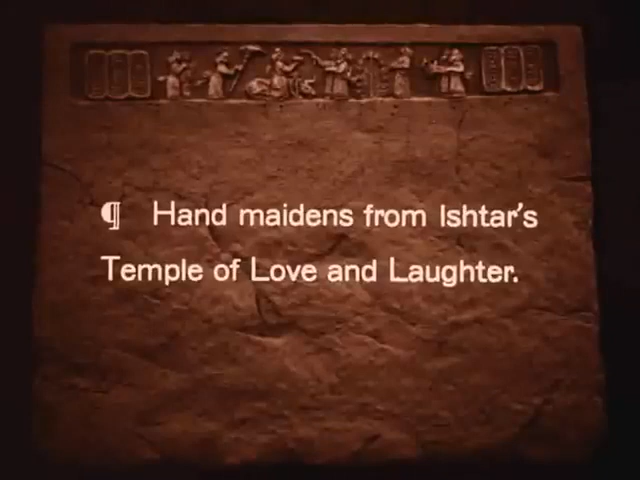 ¶ Hand maidens from Ishtar's
Temple of Love and Laughter.